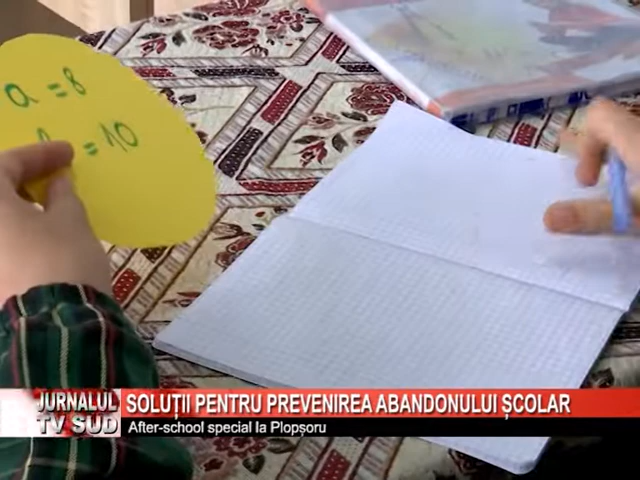 a = 8
= 10
JURNALUL
TV SUD
SOLUȚII PENTRU PREVENIREA ABANDONULUI ȘCOLAR
After-school special la Plopșoru